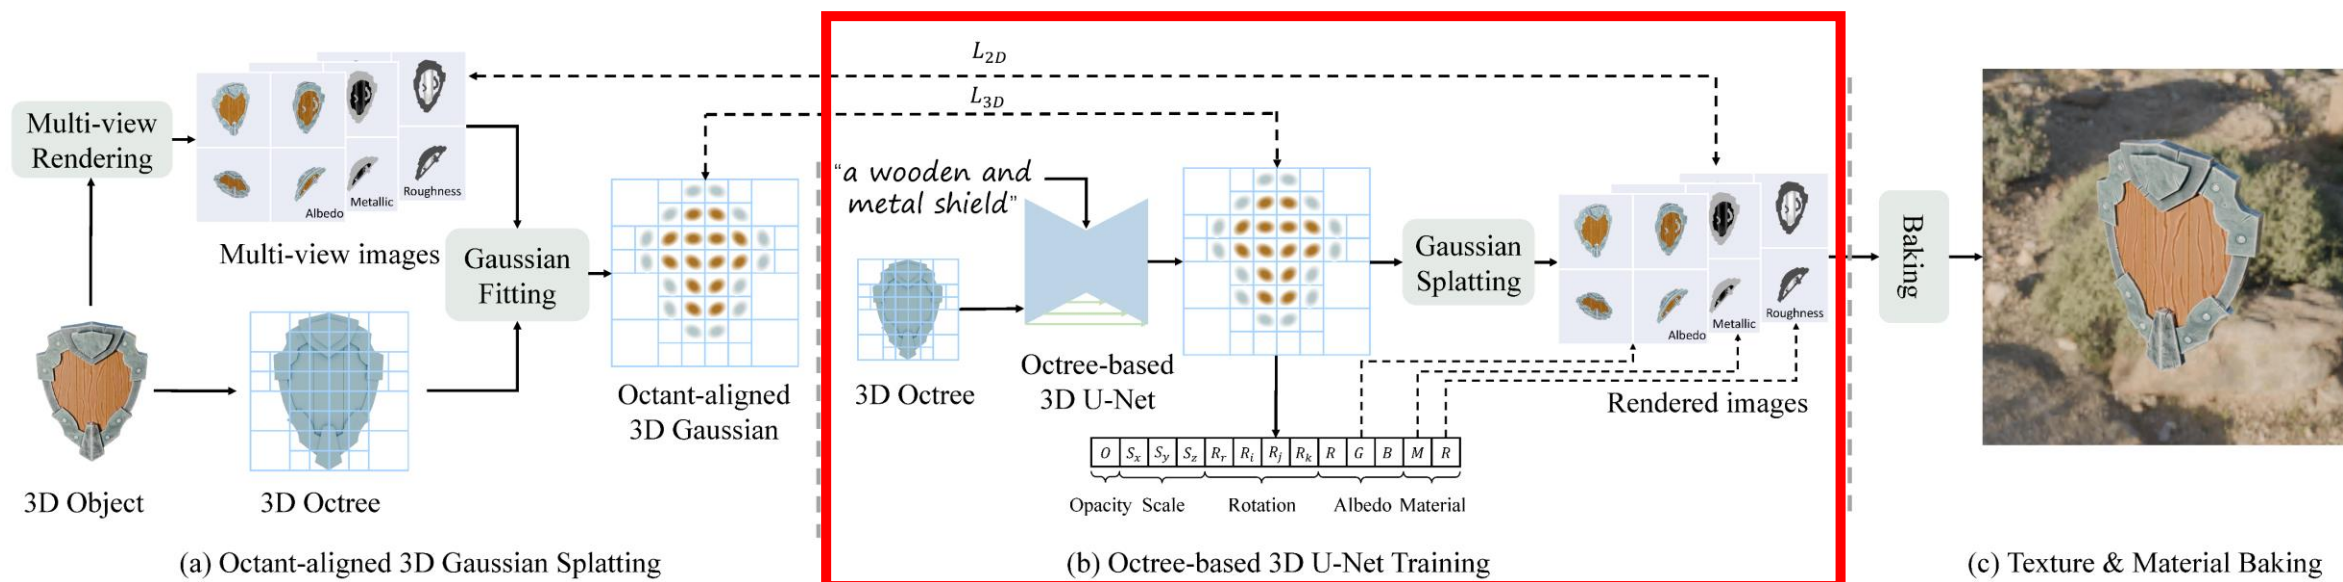 Multi-view
Rendering
Albedo
Metallic
Roughness
Multi-view images
Gaussian
Fitting
3D Object
3D Octree
Octant-aligned
3D Gaussian
(a) Octant-aligned 3D Gaussian Splatting
L2D
L3D
“a wooden and
metal shield”
3D Octree
Octree-based
3D U-Net
Gaussian
Splatting
Albedo
Metallic
Roughness
Rendered images
O Sx Sy Sz Rr Ri Rj Rk R G B M R
Opacity Scale Rotation Albedo Material
(b) Octree-based 3D U-Net Training
Baking
(c) Texture & Material Baking